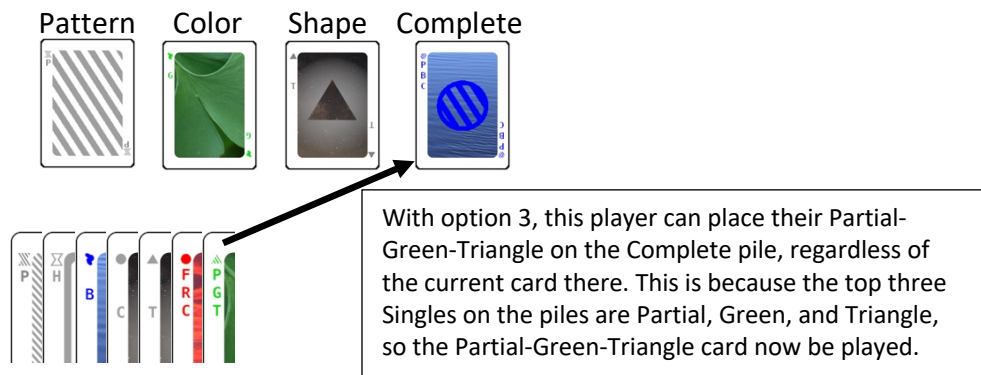 Pattern Color Shape Complete
P
G
T
P
B
C
P
G
T
P
B
C
With option 3, this player can place their Partial-
Green-Triangle on the Complete pile, regardless of
the current card there. This is because the top three
Singles on the piles are Partial, Green, and Triangle,
so the Partial-Green-Triangle card now be played.
P
H
B
C
T
F
R
C
P
G
T